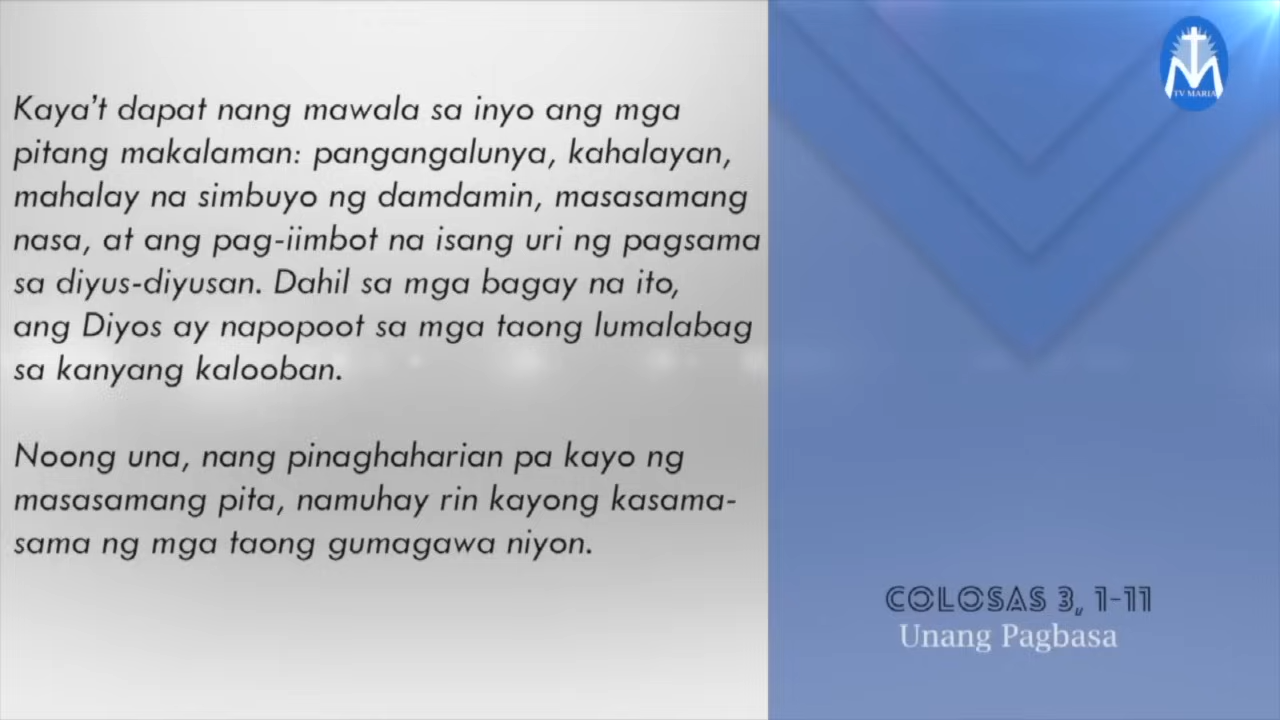 Kaya't dapat nang mawala sa inyo ang mga
pitang makalaman: pangangalunya, kahalayan,
mahalay na simbuyo ng damdamin, masasamang
nasa, at ang pag-iimbot na isang uri ng pagsama
sa diyus-diyusan. Dahil sa mga bagay na ito,
ang Diyos ay napopoot sa mga taong lumalabag
sa kanyang kalooban.
Noong una, nang pinaghaharian pa kayo ng
masasamang pita, namuhay rin kayong kasama-
sama ng mga taong gumagawa niyon.
TV MARIA
COLOSAS 3, 1-11
Unang Pagbasa